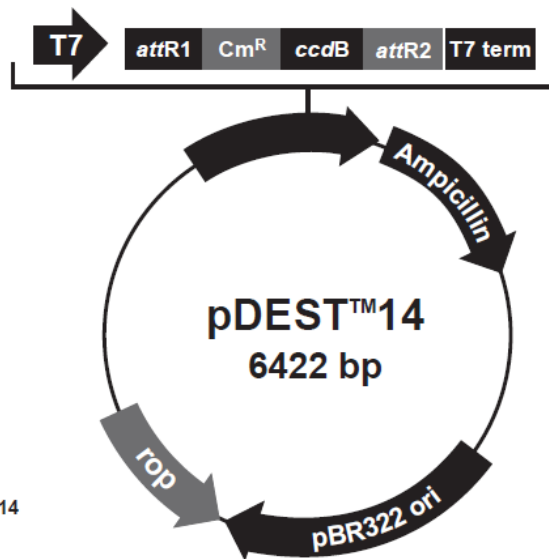 T7 attR1 Cmᴿ ccdB attR2 T7 term
Ampicillin
pDEST™14
6422 bp
rop
14
pBR322 ori